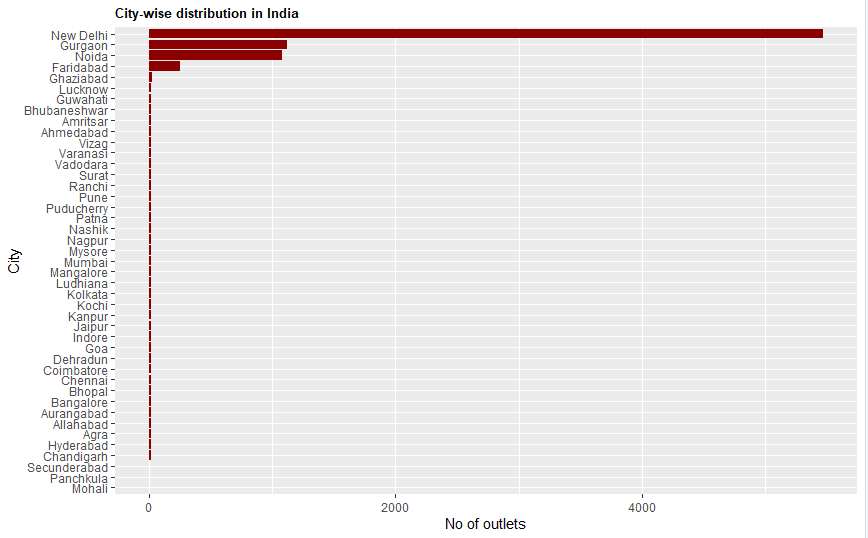 City-wise distribution in India
New Delhi
Gurgaon
Noida
Faridabad
Ghaziabad
Lucknow
Guwahati
Bhubaneshwar
Amritsar
Ahmedabad
Vizag
Varanasi
Vadodara
Surat
Ranchi
Pune
Puducherry
Patna
Nashik
Nagpur
Mysore
Mumbai
Mangalore
Ludhiana
Kolkata
Kochi
Kanpur
Jaipur
Indore
Goa
Dehradun
Coimbatore
Chennai
Bhopal
Bangalore
Aurangabad
Allahabad
Agra
Hyderabad
Chandigarh
Secunderabad
Panchkula
Mohali
City
0 2000 4000
No of outlets